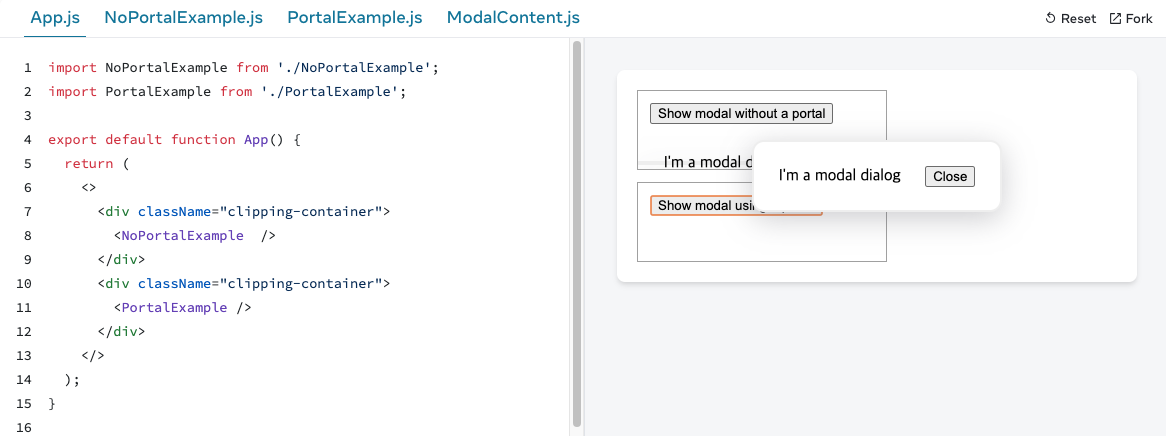 App.js NoPortalExample.js PortalExample.js ModalContent.js Reset Fork
1 import NoPortalExample from './NoPortalExample';
2 import PortalExample from './PortalExample';
3
4 export default function App() {
5 return (
6 <>
7 <div className="clipping-container">
8 <NoPortalExample  />
9 </div>
10 <div className="clipping-container">
11 <PortalExample />
12 </div>
13 </>
14 );
15 }
16
Show modal without a portal
I'm a modal
I'm a modal dialog Close
Show modal using